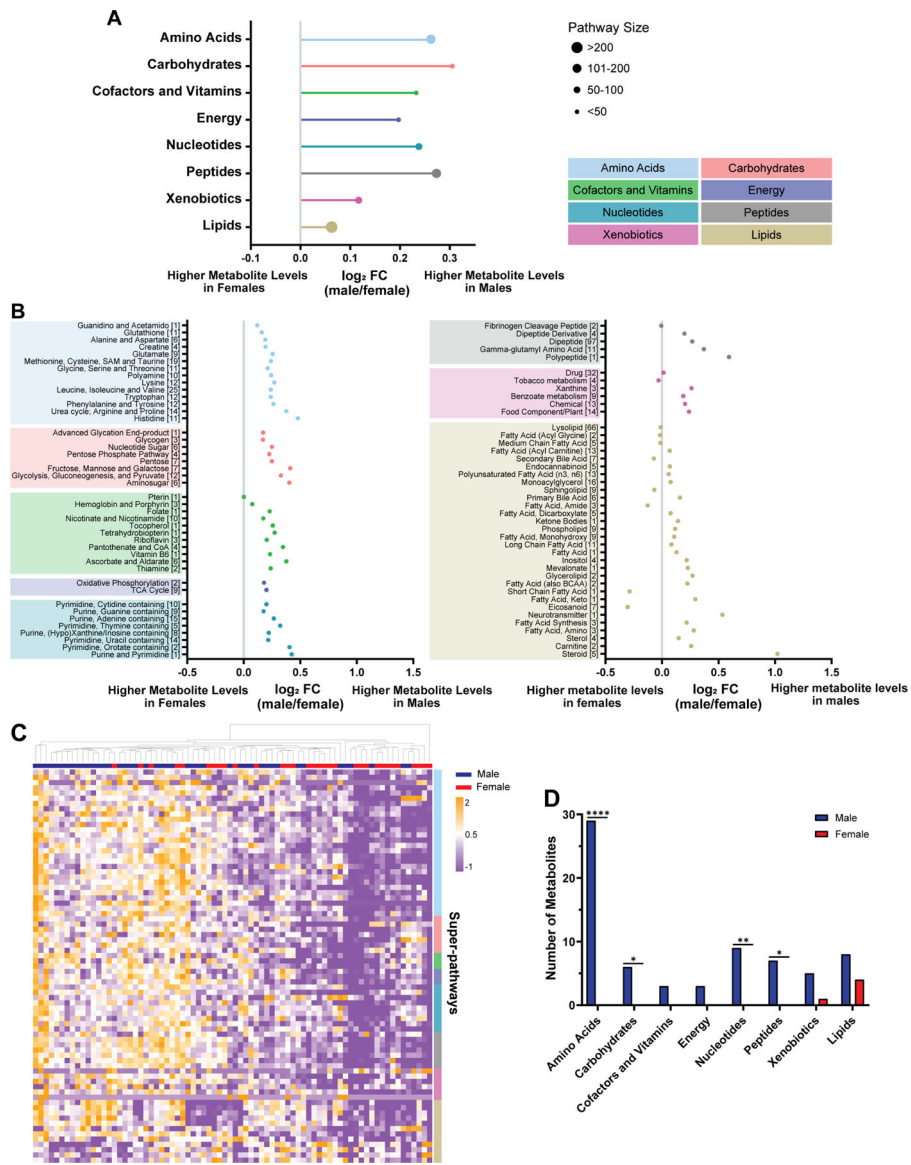 A
Amino Acids
Carbohydrates
Cofactors and Vitamins
Energy
Nucleotides
Peptides
Xenobiotics
Lipids
-0.1 0.0 0.1 0.2 0.3
Higher Metabolite Levels
in Females
log₂ FC
(male/female)
Higher Metabolite Levels
in Males
Pathway Size
>200
101-200
50-100
<50
Amino Acids Carbohydrates
Cofactors and Vitamins Energy
Nucleotides Peptides
Xenobiotics Lipids
B
Guanidino and Acetamido [1]
Glutathione [11]
Alanine and Aspartate [6]
Creatine [4]
Glutamate [9]
Methionine, Cysteine, SAM and Taurine [19]
Glycine, Serine and Threonine [11]
Polyamine [10]
Lysine [12]
Leucine, Isoleucine and Valine [25]
Tryptophan [12]
Phenylalanine and Tyrosine [12]
Urea cycle; Arginine and Proline [14]
Histidine [11]
Advanced Glycation End-product [1]
Glycogen [3]
Nucleotide Sugar [6]
Pentose Phosphate Pathway [4]
Pentose [7]
Fructose, Mannose and Galactose [7]
Glycolysis, Gluconeogenesis, and Pyruvate [12]
Aminosugar [6]
Pterin [1]
Hemoglobin and Porphyrin [3]
Folate [1]
Nicotinate and Nicotinamide [10]
Tocopherol [1]
Tetrahydrobiopterin [1]
Riboflavin [3]
Pantothenate and CoA [4]
Vitamin B6 [1]
Ascorbate and Aldarate [6]
Thiamine [2]
Oxidative Phosphorylation [2]
TCA Cycle [9]
Pyrimidine, Cytidine containing [10]
Purine, Guanine containing [9]
Purine, Adenine containing [15]
Pyrimidine, Thymine containing [5]
Purine, (Hypo)Xanthine/Inosine containing [8]
Pyrimidine, Uracil containing [14]
Pyrimidine, Orotate containing [2]
Purine and Pyrimidine [1]
-0.5 0.0 0.5 1.0 1.5
Higher Metabolite Levels
in Females
log₂ FC
(male/female)
Higher Metabolite Levels
in Males
Fibrinogen Cleavage Peptide [2]
Dipeptide Derivative [4]
Dipeptide [97]
Gamma-glutamyl Amino Acid [11]
Polypeptide [1]
Drug [32]
Tobacco metabolism [4]
Xanthine [3]
Benzoate metabolism [9]
Chemical [13]
Food Component/Plant [14]
Lysolipid [66]
Fatty Acid (Acyl Glycine) [2]
Medium Chain Fatty Acid [5]
Fatty Acid (Acyl Carnitine) [13]
Secondary Bile Acid [7]
Endocannabinoid [5]
Polyunsaturated Fatty Acid (n3, n6) [13]
Monoacylglycerol [16]
Sphingolipid [9]
Primary Bile Acid [6]
Fatty Acid, Amide [3]
Fatty Acid, Dicarboxylate [5]
Ketone Bodies [1]
Phospholipid [9]
Fatty Acid, Monohydroxy [9]
Long Chain Fatty Acid [11]
Fatty Acid [1]
Inositol [4]
Mevalonate [1]
Glycerolipid [2]
Fatty Acid (also BCAA) [2]
Short Chain Fatty Acid [1]
Fatty Acid, Keto [1]
Eicosanoid [7]
Neurotransmitter [1]
Fatty Acid Synthesis [3]
Fatty Acid, Amino [3]
Sterol [4]
Carnitine [2]
Steroid [5]
-0.5 0.0 0.5 1.0 1.5
Higher metabolite levels
in females
log₂ FC
(male/female)
Higher metabolite levels
in males
C
Male
Female
2
0.5
-1
Super-pathways
D
Male
Female
Number of Metabolites
30
20
10
0
**** * ** *
Amino Acids
Carbohydrates
Cofactors and Vitamins
Energy
Nucleotides
Peptides
Xenobiotics
Lipids